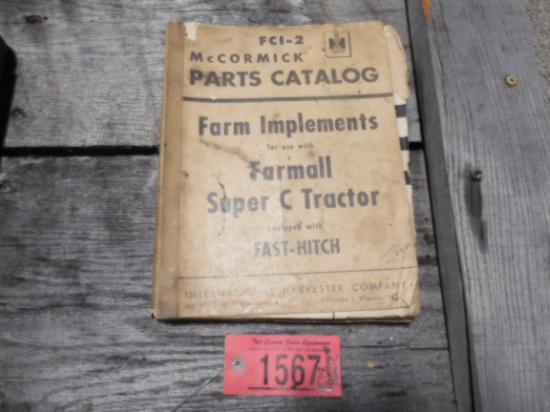 FCI-2
McCORMICK
PARTS CATALOG
Farm Implements
for use with
Farmall
Super C Tractor
equipped with
FAST-HITCH
INTERNATIONAL HARVESTER COMPANY
1567